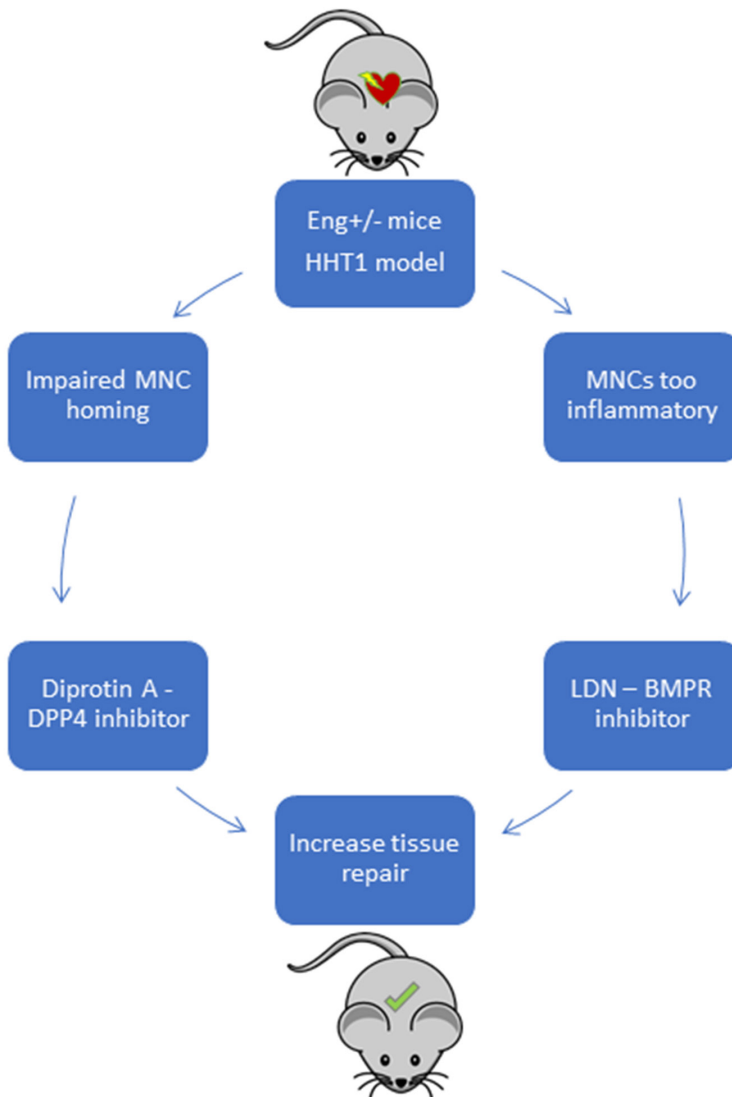 Eng+/- mice
HHT1 model
Impaired MNC
homing
MNCs too
inflammatory
Diprotin A -
DPP4 inhibitor
LDN – BMPR
inhibitor
Increase tissue
repair